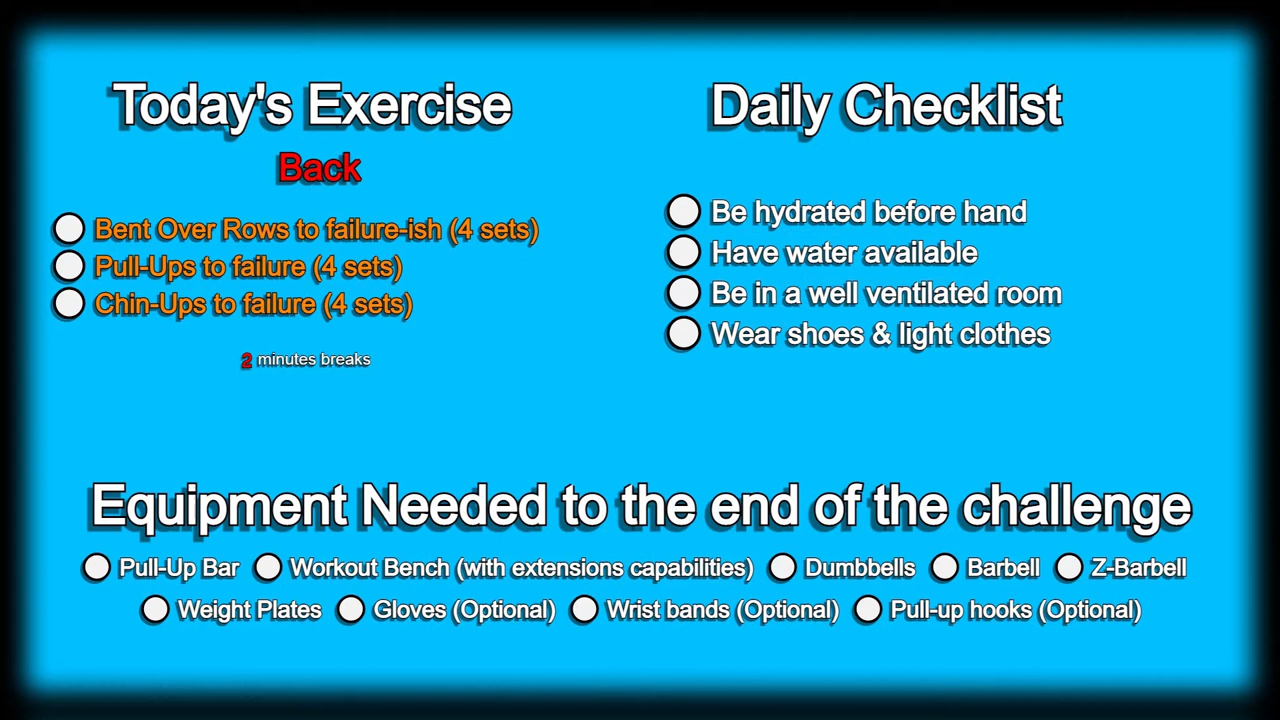 Today's Exercise
Back
Bent Over Rows to failure-ish (4 sets)
Pull-Ups to failure (4 sets)
Chin-Ups to failure (4 sets)
2 minutes breaks
Daily Checklist
Be hydrated before hand
Have water available
Be in a well ventilated room
Wear shoes & light clothes
Equipment Needed to the end of the challenge
Pull-Up Bar Workout Bench (with extensions capabilities) Dumbbells Barbell Z-Barbell
Weight Plates Gloves (Optional) Wrist bands (Optional) Pull-up hooks (Optional)